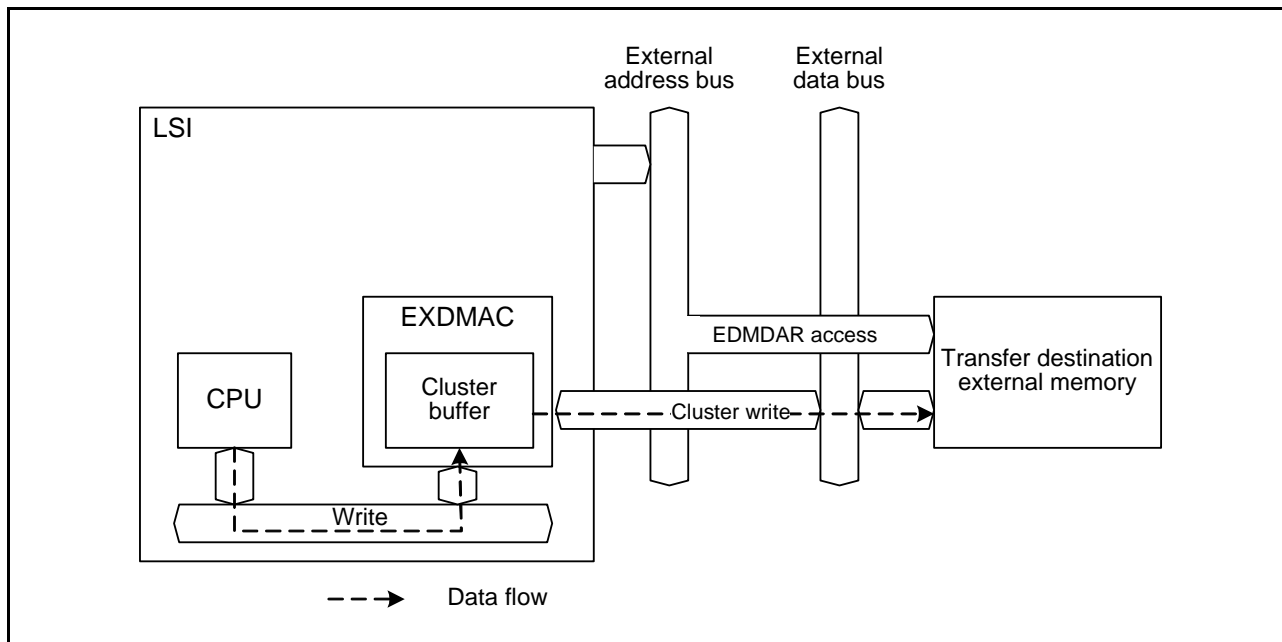 External
address bus
External
data bus
LSI
EXDMAC
EDMDAR access
Transfer destination
external memory
CPU
Cluster
buffer
Cluster write
Write
Data flow